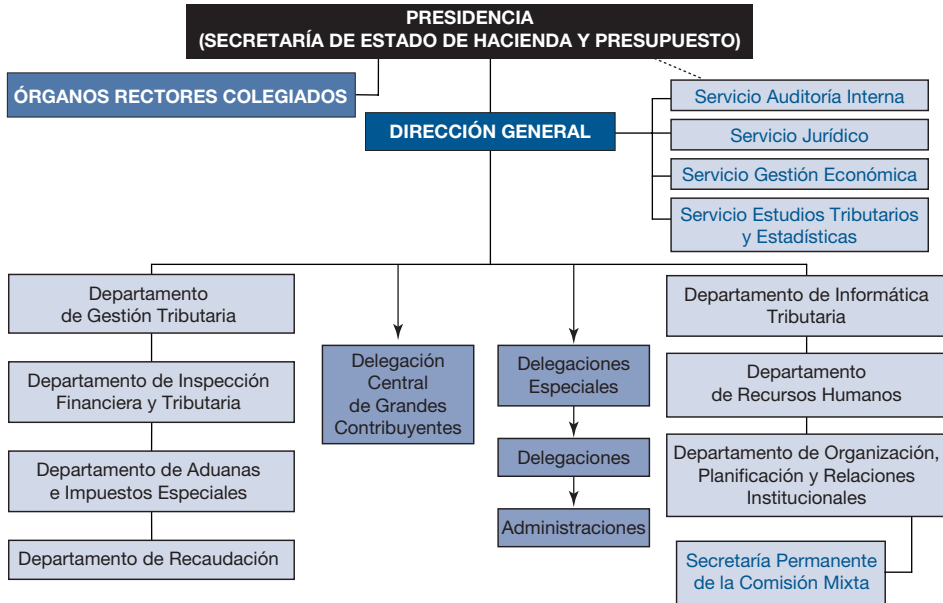 PRESIDENCIA
(SECRETARÍA DE ESTADO DE HACIENDA Y PRESUPUESTO)
ÓRGANOS RECTORES COLEGIADOS
DIRECCIÓN GENERAL
Servicio Auditoría Interna
Servicio Jurídico
Servicio Gestión Económica
Servicio Estudios Tributarios
y Estadísticas
Departamento
de Gestión Tributaria
Departamento de Inspección
Financiera y Tributaria
Departamento de Aduanas
e Impuestos Especiales
Departamento de Recaudación
Delegación
Central
de Grandes
Contribuyentes
Delegaciones
Especiales
Delegaciones
Administraciones
Departamento de Informática
Tributaria
Departamento
de Recursos Humanos
Departamento de Organización,
Planificación y Relaciones
Institucionales
Secretaría Permanente
de la Comisión Mixta